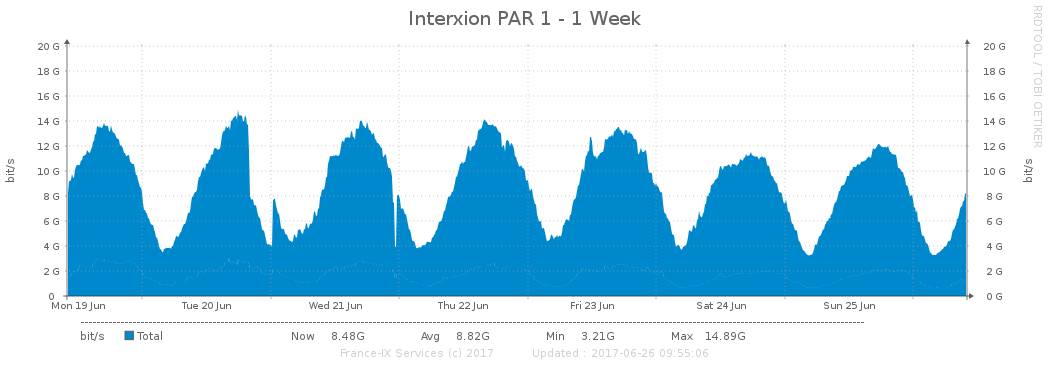 Interxion PAR 1 - 1 Week
RRDTOOL / TOBI OETIKER
20 G 20 G
18 G 18 G
16 G 16 G
14 G 14 G
12 G 12 G
10 G 10 G
8 G 8 G
6 G 6 G
4 G 4 G
2 G 2 G
0 0 G
bit/s
bit/s
Mon 19 Jun Tue 20 Jun Wed 21 Jun Thu 22 Jun Fri 23 Jun Sat 24 Jun Sun 25 Jun
bit/s Total Now 8.48G Avg 8.82G Min 3.21G Max 14.89G
France-IX Services (c) 2017 Updated : 2017-06-26 09:55:06